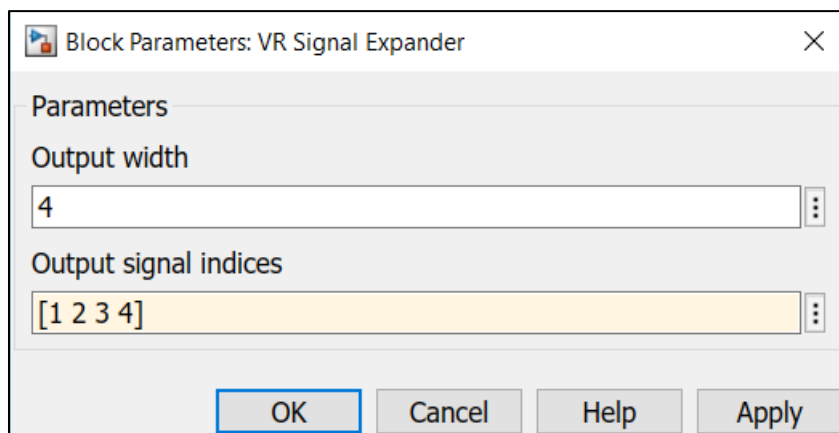 Block Parameters: VR Signal Expander
Parameters
Output width
4
Output signal indices
[1 2 3 4]
OK Cancel Help Apply